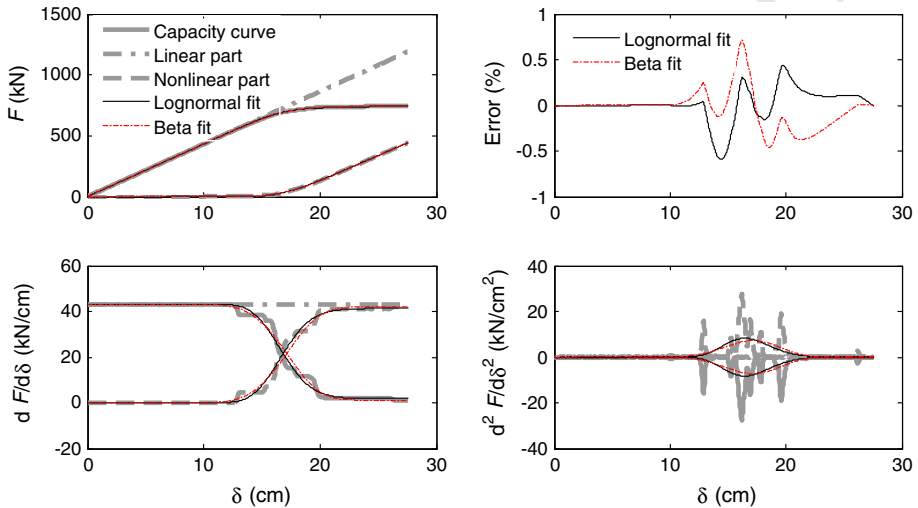 1500
1000
500
0
F (kN)
Capacity curve
Linear part
Nonlinear part
Lognormal fit
Beta fit
0 10 20 30
1
0.5
0
-0.5
-1
Error (%)
Lognormal fit
Beta fit
0 10 20 30
60
40
20
0
-20
d F/dδ (kN/cm)
0 10 20 30
δ (cm)
40
20
0
-20
-40
d² F/dδ² (kN/cm²)
0 10 20 30
δ (cm)